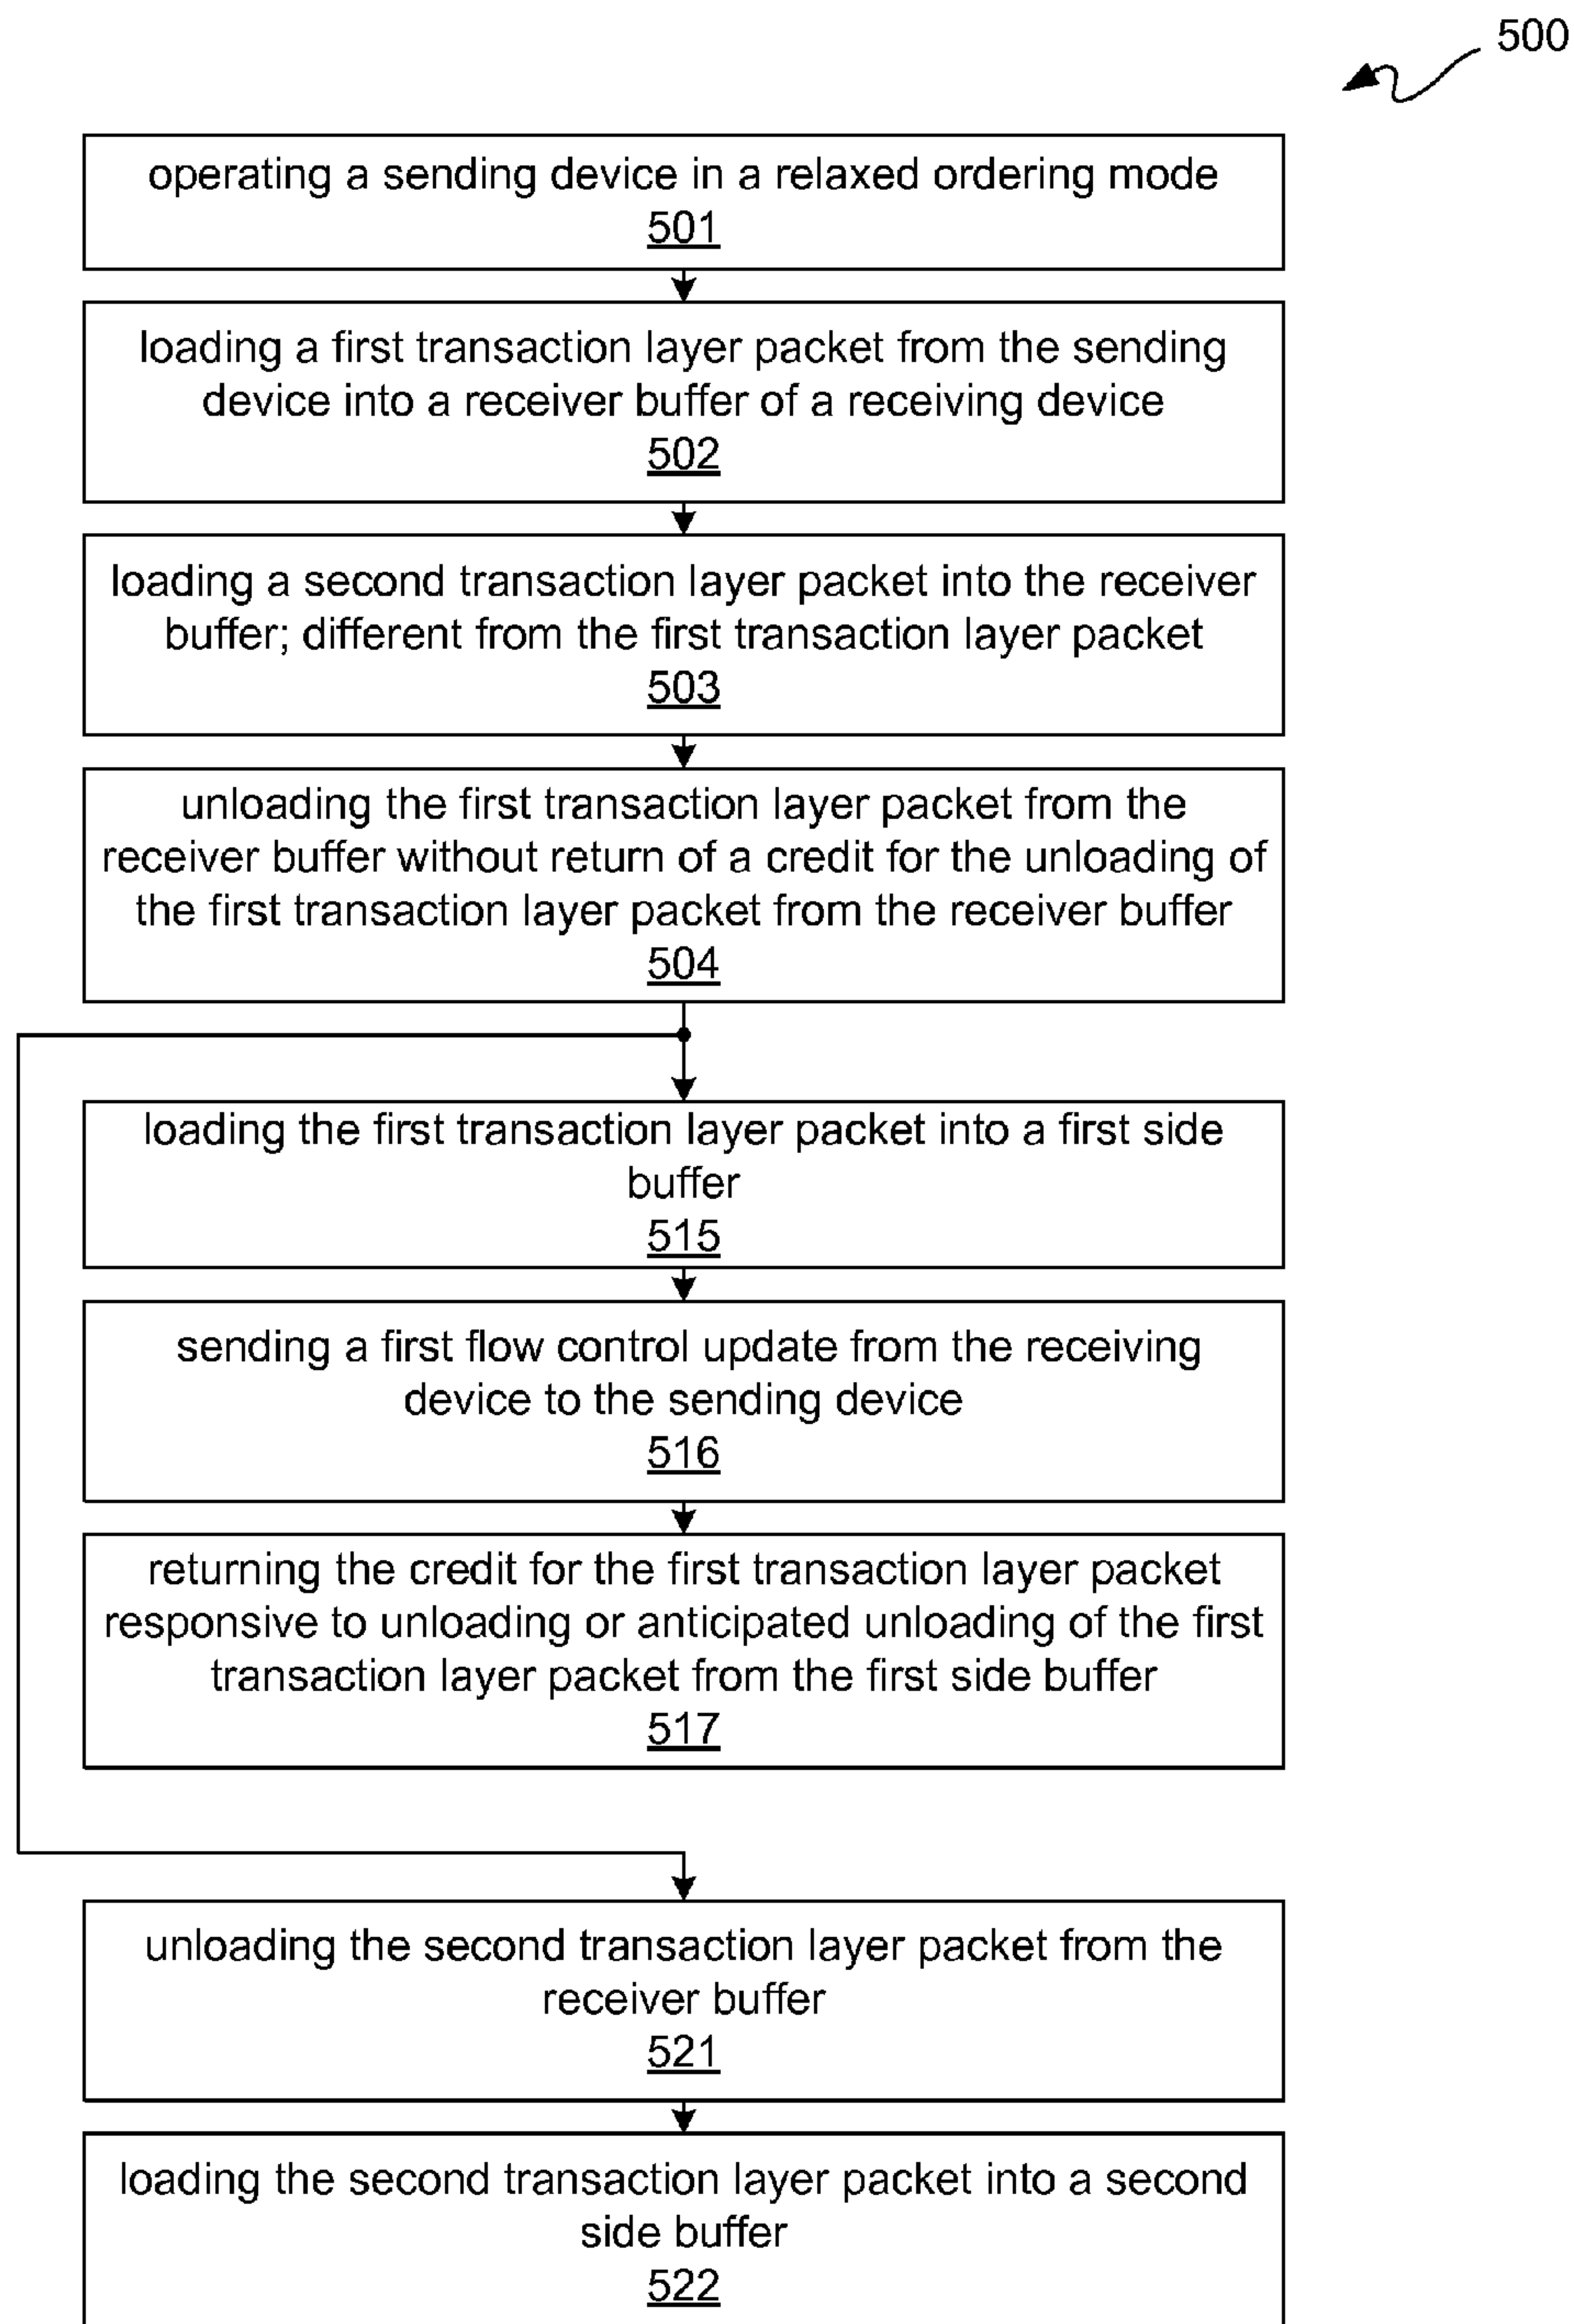 500
operating a sending device in a relaxed ordering mode
501
loading a first transaction layer packet from the sending
device into a receiver buffer of a receiving device
502
loading a second transaction layer packet into the receiver
buffer; different from the first transaction layer packet
503
unloading the first transaction layer packet from the
receiver buffer without return of a credit for the unloading of
the first transaction layer packet from the receiver buffer
504
loading the first transaction layer packet into a first side
buffer
515
sending a first flow control update from the receiving
device to the sending device
516
returning the credit for the first transaction layer packet
responsive to unloading or anticipated unloading of the first
transaction layer packet from the first side buffer
517
unloading the second transaction layer packet from the
receiver buffer
521
loading the second transaction layer packet into a second
side buffer
522